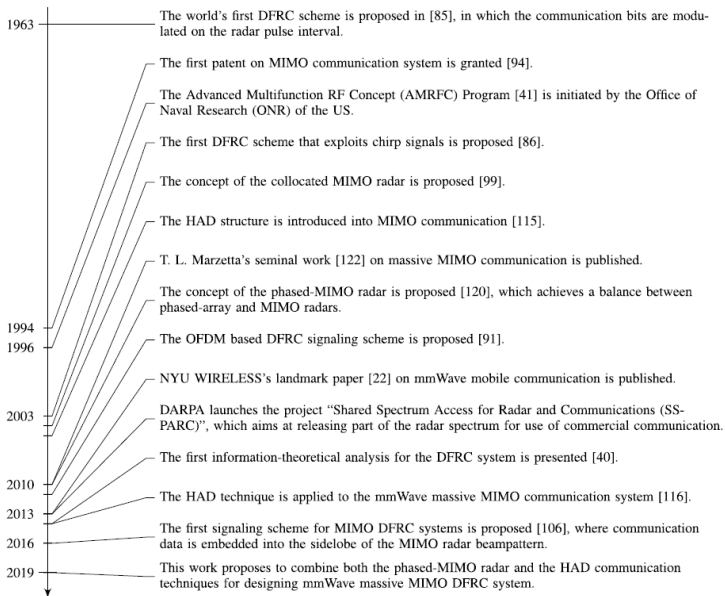 1963
The world's first DFRC scheme is proposed in [85], in which the communication bits are modu-
lated on the radar pulse interval.
The first patent on MIMO communication system is granted [94].
The Advanced Multifunction RF Concept (AMRFC) Program [41] is initiated by the Office of
Naval Research (ONR) of the US.
The first DFRC scheme that exploits chirp signals is proposed [86].
The concept of the collocated MIMO radar is proposed [99].
The HAD structure is introduced into MIMO communication [115].
T. L. Marzetta's seminal work [122] on massive MIMO communication is published.
The concept of the phased-MIMO radar is proposed [120], which achieves a balance between
phased-array and MIMO radars.
1994
The OFDM based DFRC signaling scheme is proposed [91].
1996
NYU WIRELESS's landmark paper [22] on mmWave mobile communication is published.
2003
DARPA launches the project “Shared Spectrum Access for Radar and Communications (SS-
PARC)”, which aims at releasing part of the radar spectrum for use of commercial communication.
The first information-theoretical analysis for the DFRC system is presented [40].
2010
The HAD technique is applied to the mmWave massive MIMO communication system [116].
2013
The first signaling scheme for MIMO DFRC systems is proposed [106], where communication
data is embedded into the sidelobe of the MIMO radar beampattern.
2016
2019
This work proposes to combine both the phased-MIMO radar and the HAD communication
techniques for designing mmWave massive MIMO DFRC system.